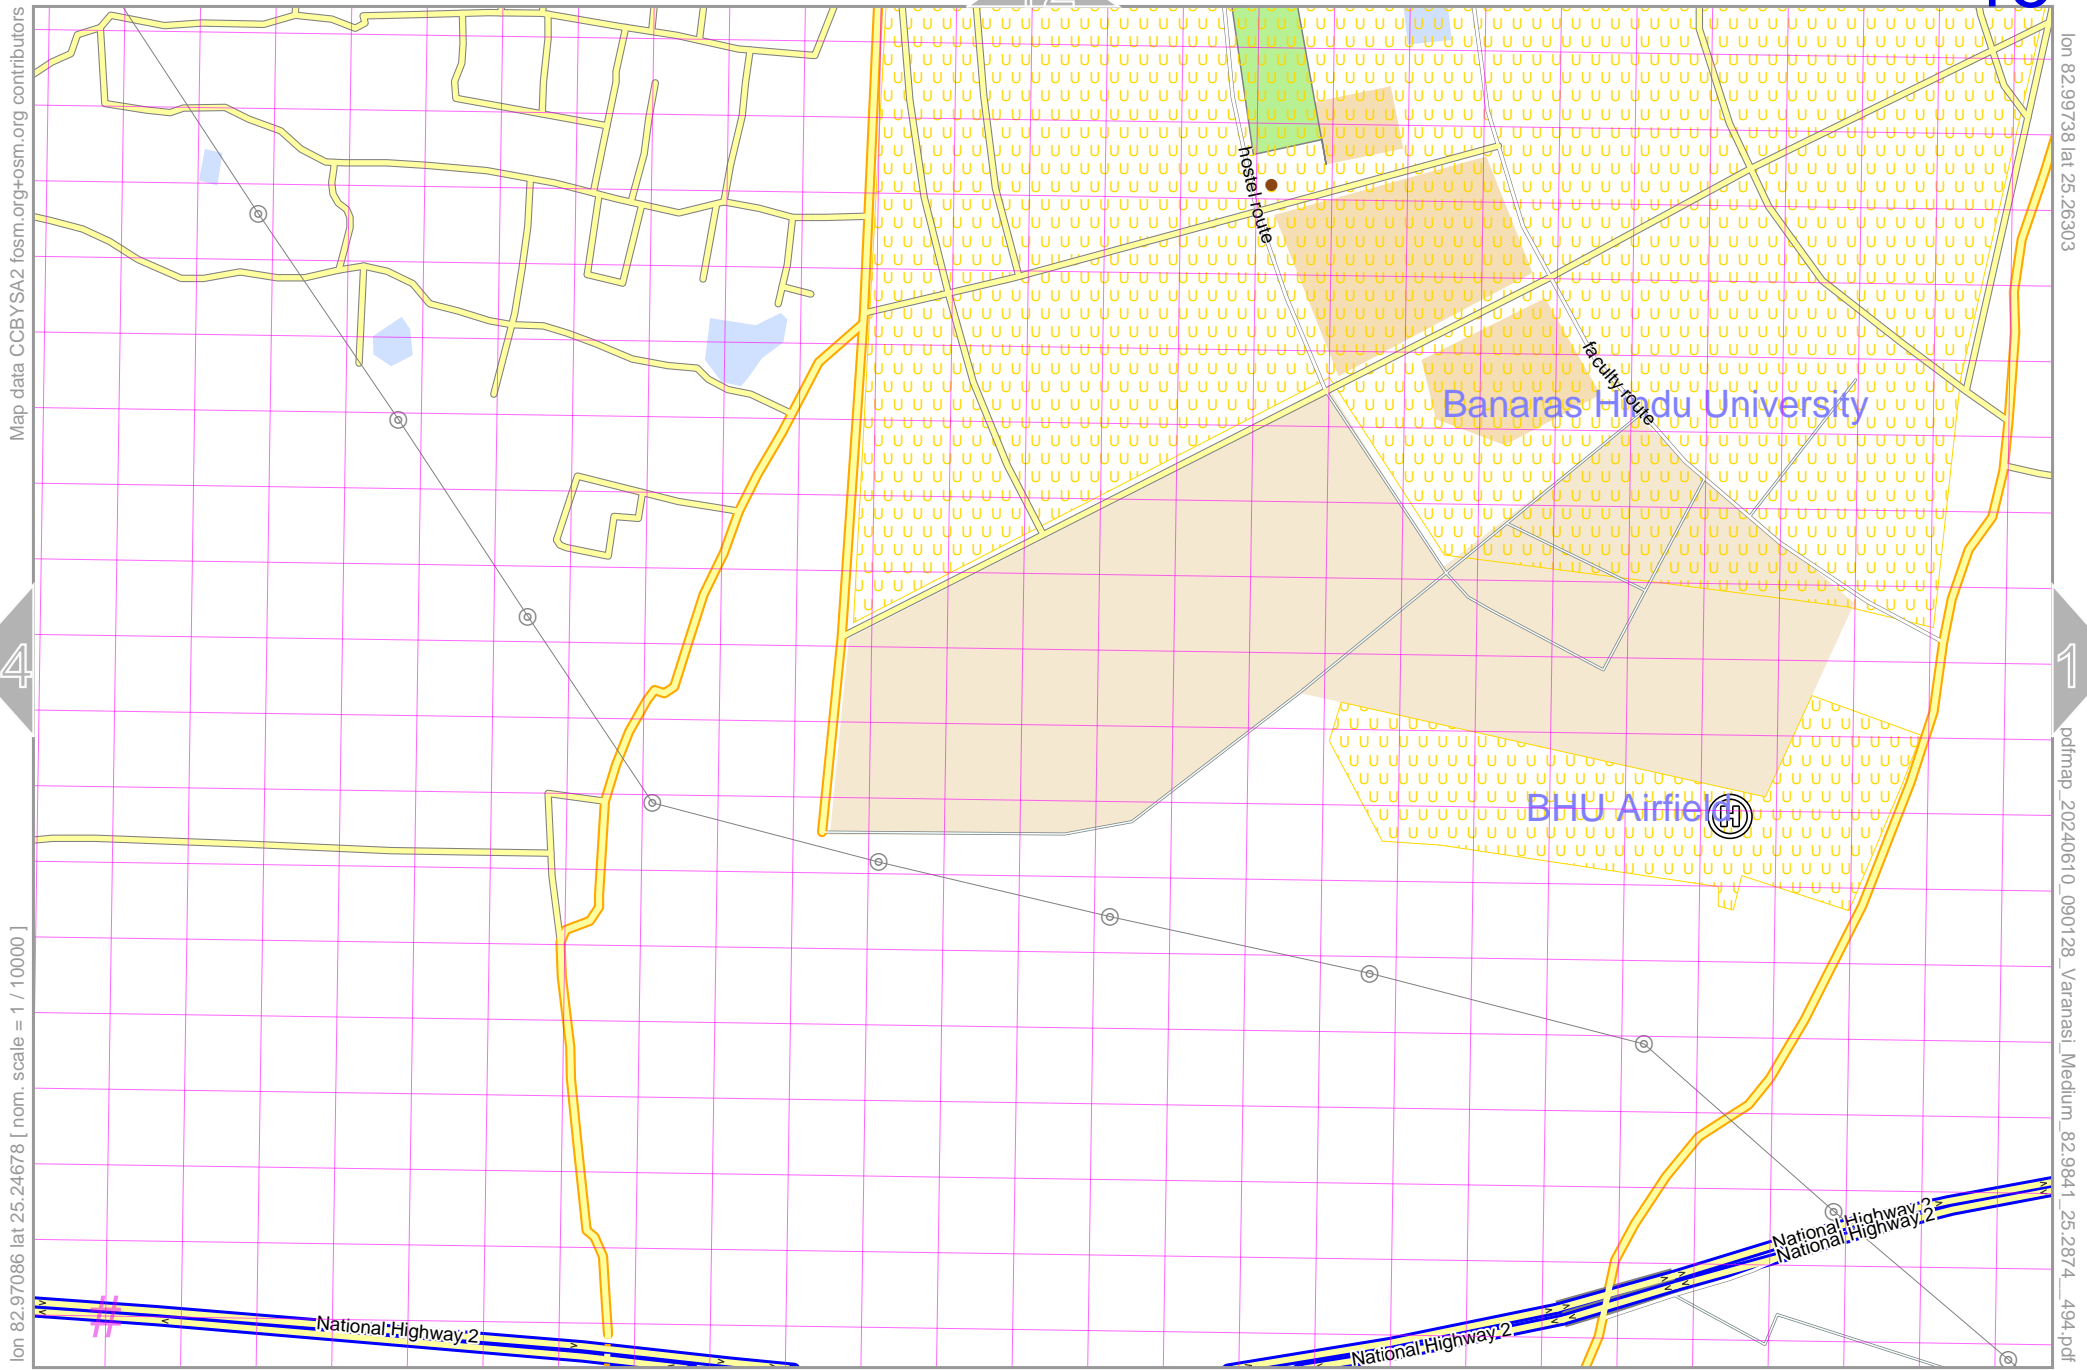 Map data CCBYSA2 fosm.org+osm.org contributors
lon 82.97086 lat 25.24678 [ nom. scale = 1 / 10000 ]
lon 82.99738 lat 25.26303
pdfmap_20240610_090128_Varanasi_Medium_82.9841_25.2874__494.pdf
hostel route
faculty route
Banaras Hindu University
4
1
BHU Airfield
H
National Highway 2
National Highway 2
National Highway 2
National Highway 2
#